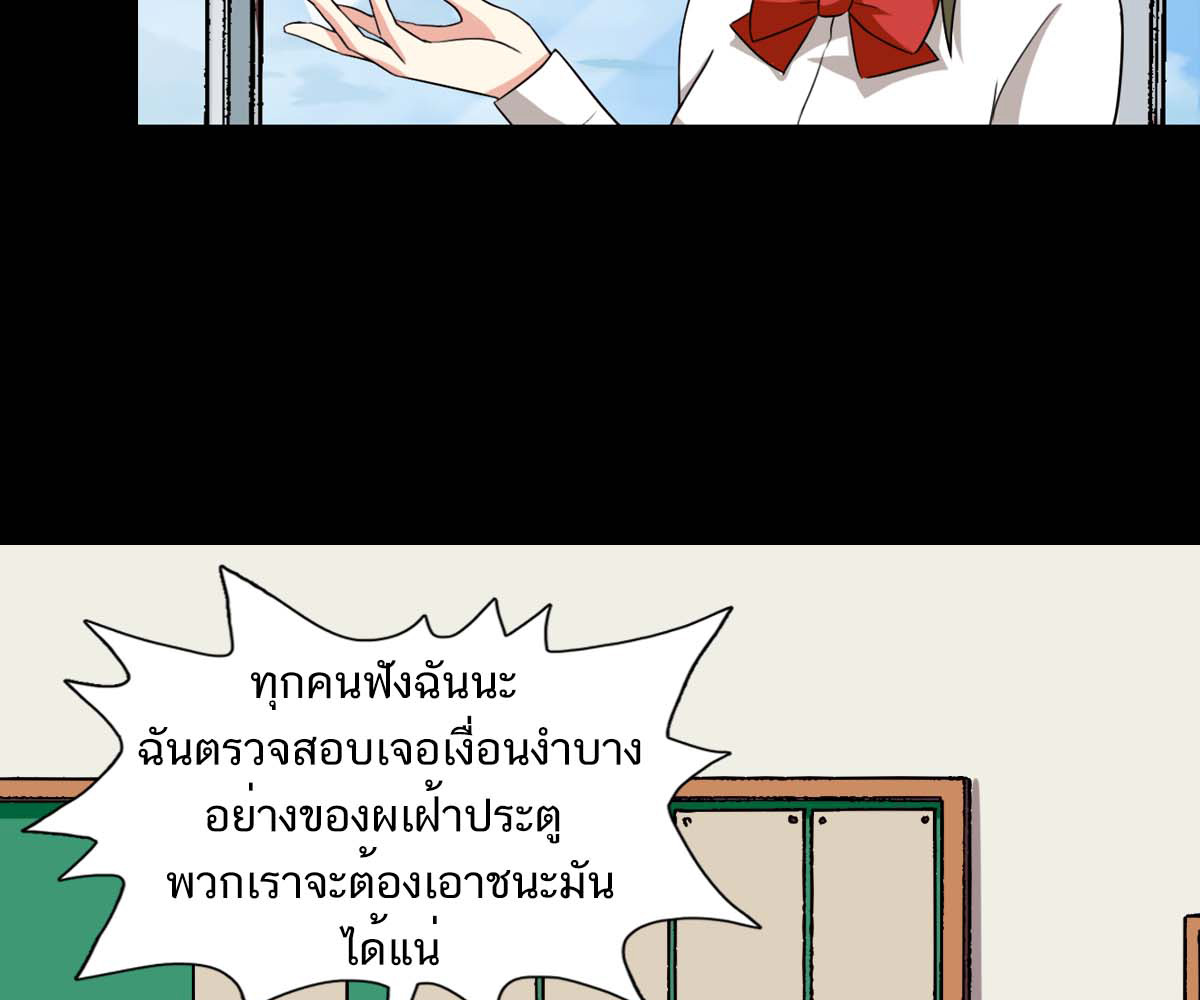 ทุกคนฟังฉันนะ
ฉันตรวจสอบเจอเงื่อนงำบาง
อย่างของผเฝ้าประตู
พวกเราจะต้องเอาชนะมัน
ได้แน่